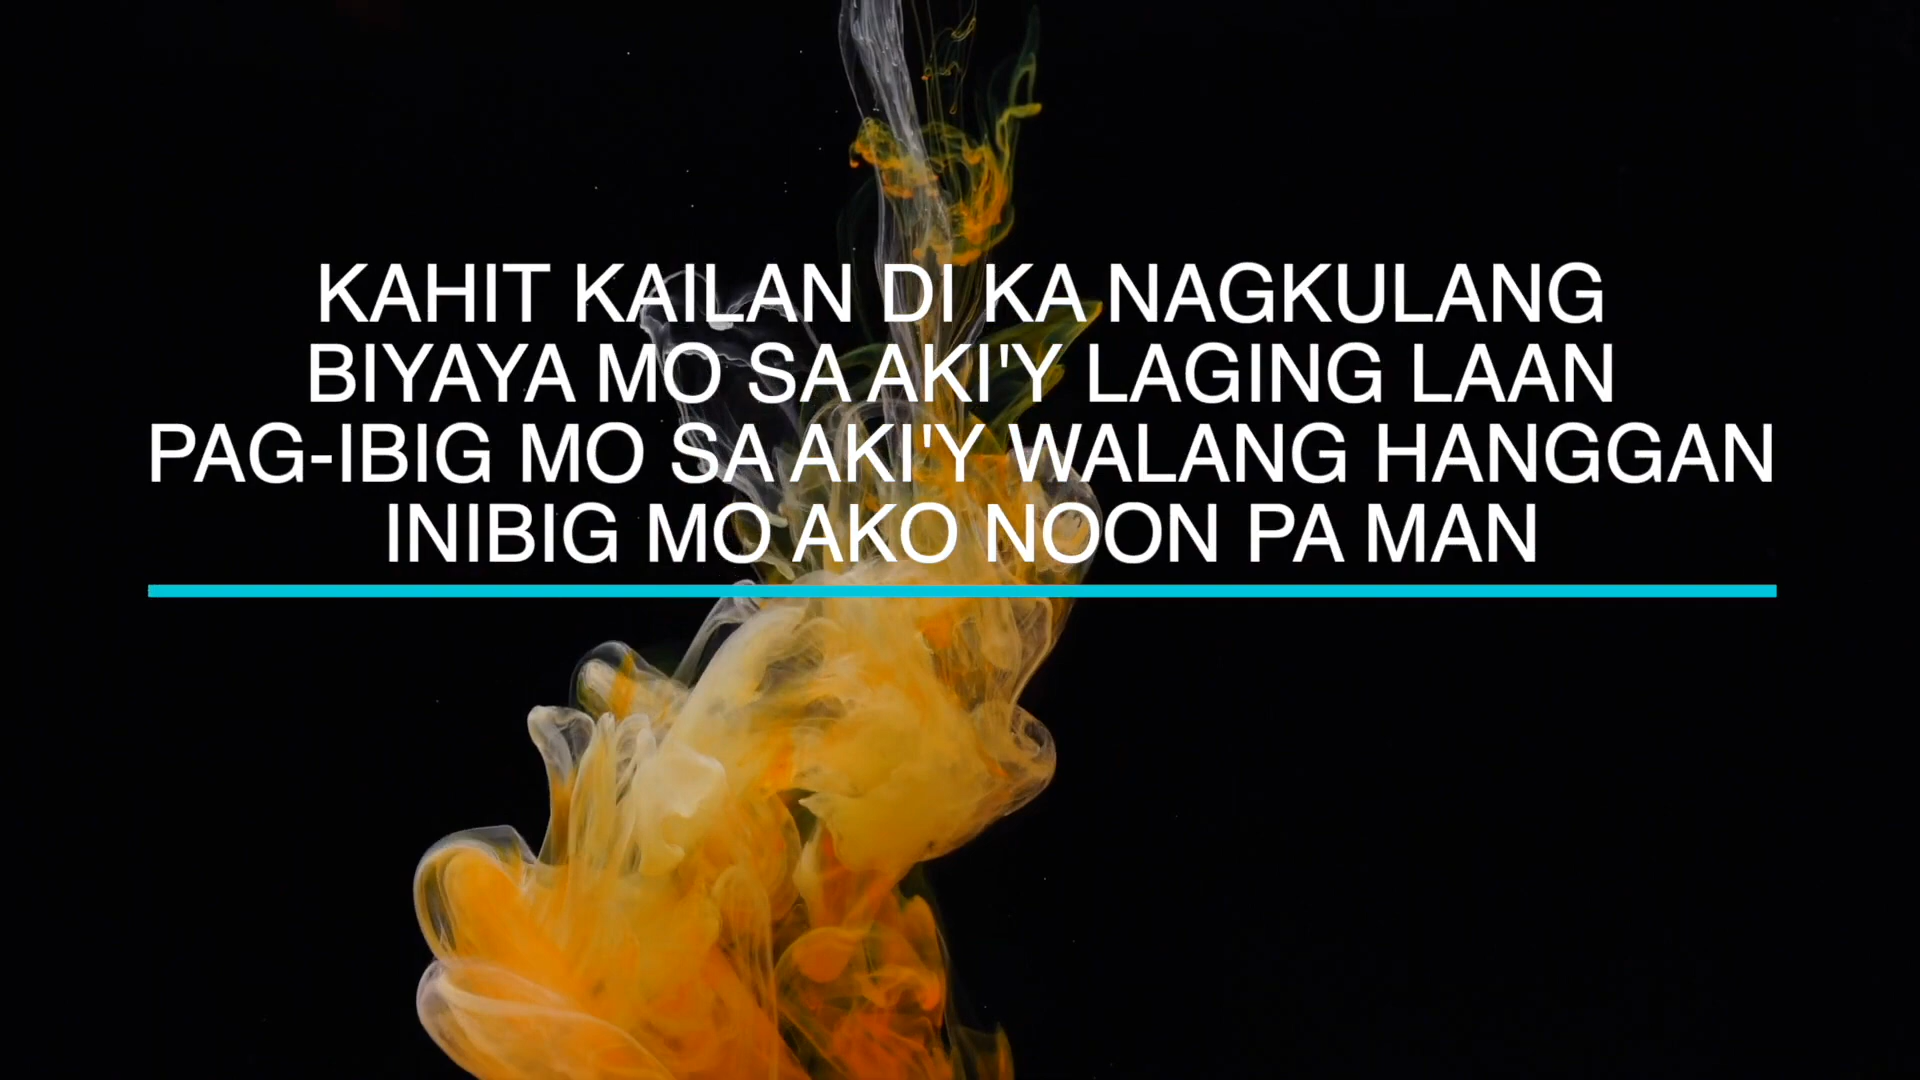 KAHIT KAILAN DI KA NAGKULANG
BIYAYA MO SA AKI'Y LAGING LAAN
PAG-IBIG MO SA AKI'Y WALANG HANGGAN
INIBIG MO AKO NOON PA MAN